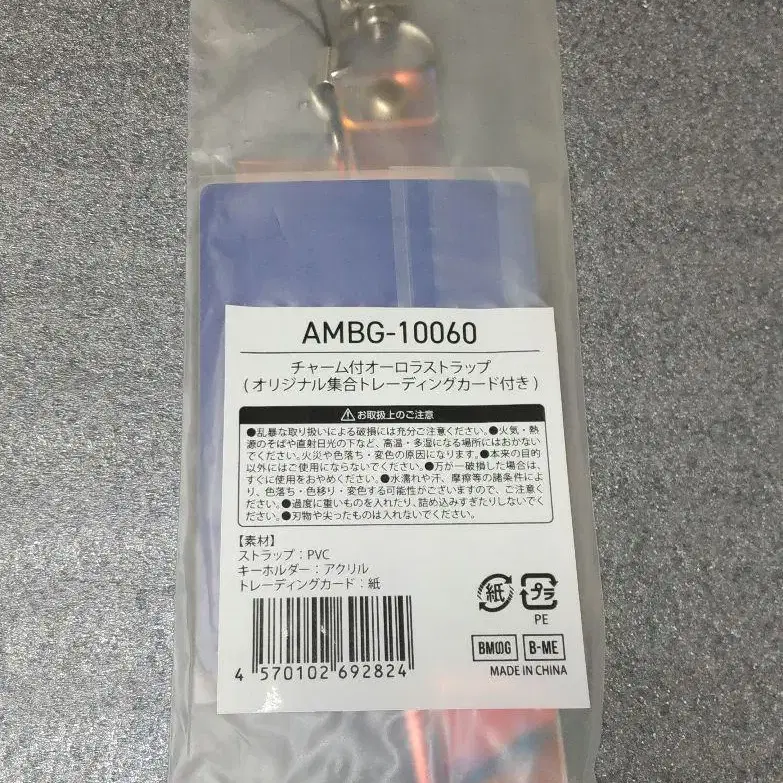 AMBG-10060
チャーム付オーロラストラップ
(オリジナル集合トレーディングカード付き)
お取扱上のご注意
●乱暴な取り扱いによる破損には充分ご注意ください。●火気・熱
源のそばや直射日光の下など、高温・多湿になる場所にはおかない
でください。火災や色落ち・変色の原因になります。●本来の目的
以外にはご使用にならないでください。●万が一破損した場合は、
すぐに使用をおやめください。●水濡れや汗、摩擦等の諸条件によ
り、色落ち・色移り・変色する可能性がございますので、ご注意く
ださい。●過度に重いものを入れたり、詰め込みすぎたりしないでく
ださい。●刃物や尖ったものは入れないでください。
【素材】
ストラップ：PVC
キーホルダー：アクリル
トレーディングカード：紙
紙 プラ
PE
BMOG B-ME
MADE IN CHINA
4 570102 692824